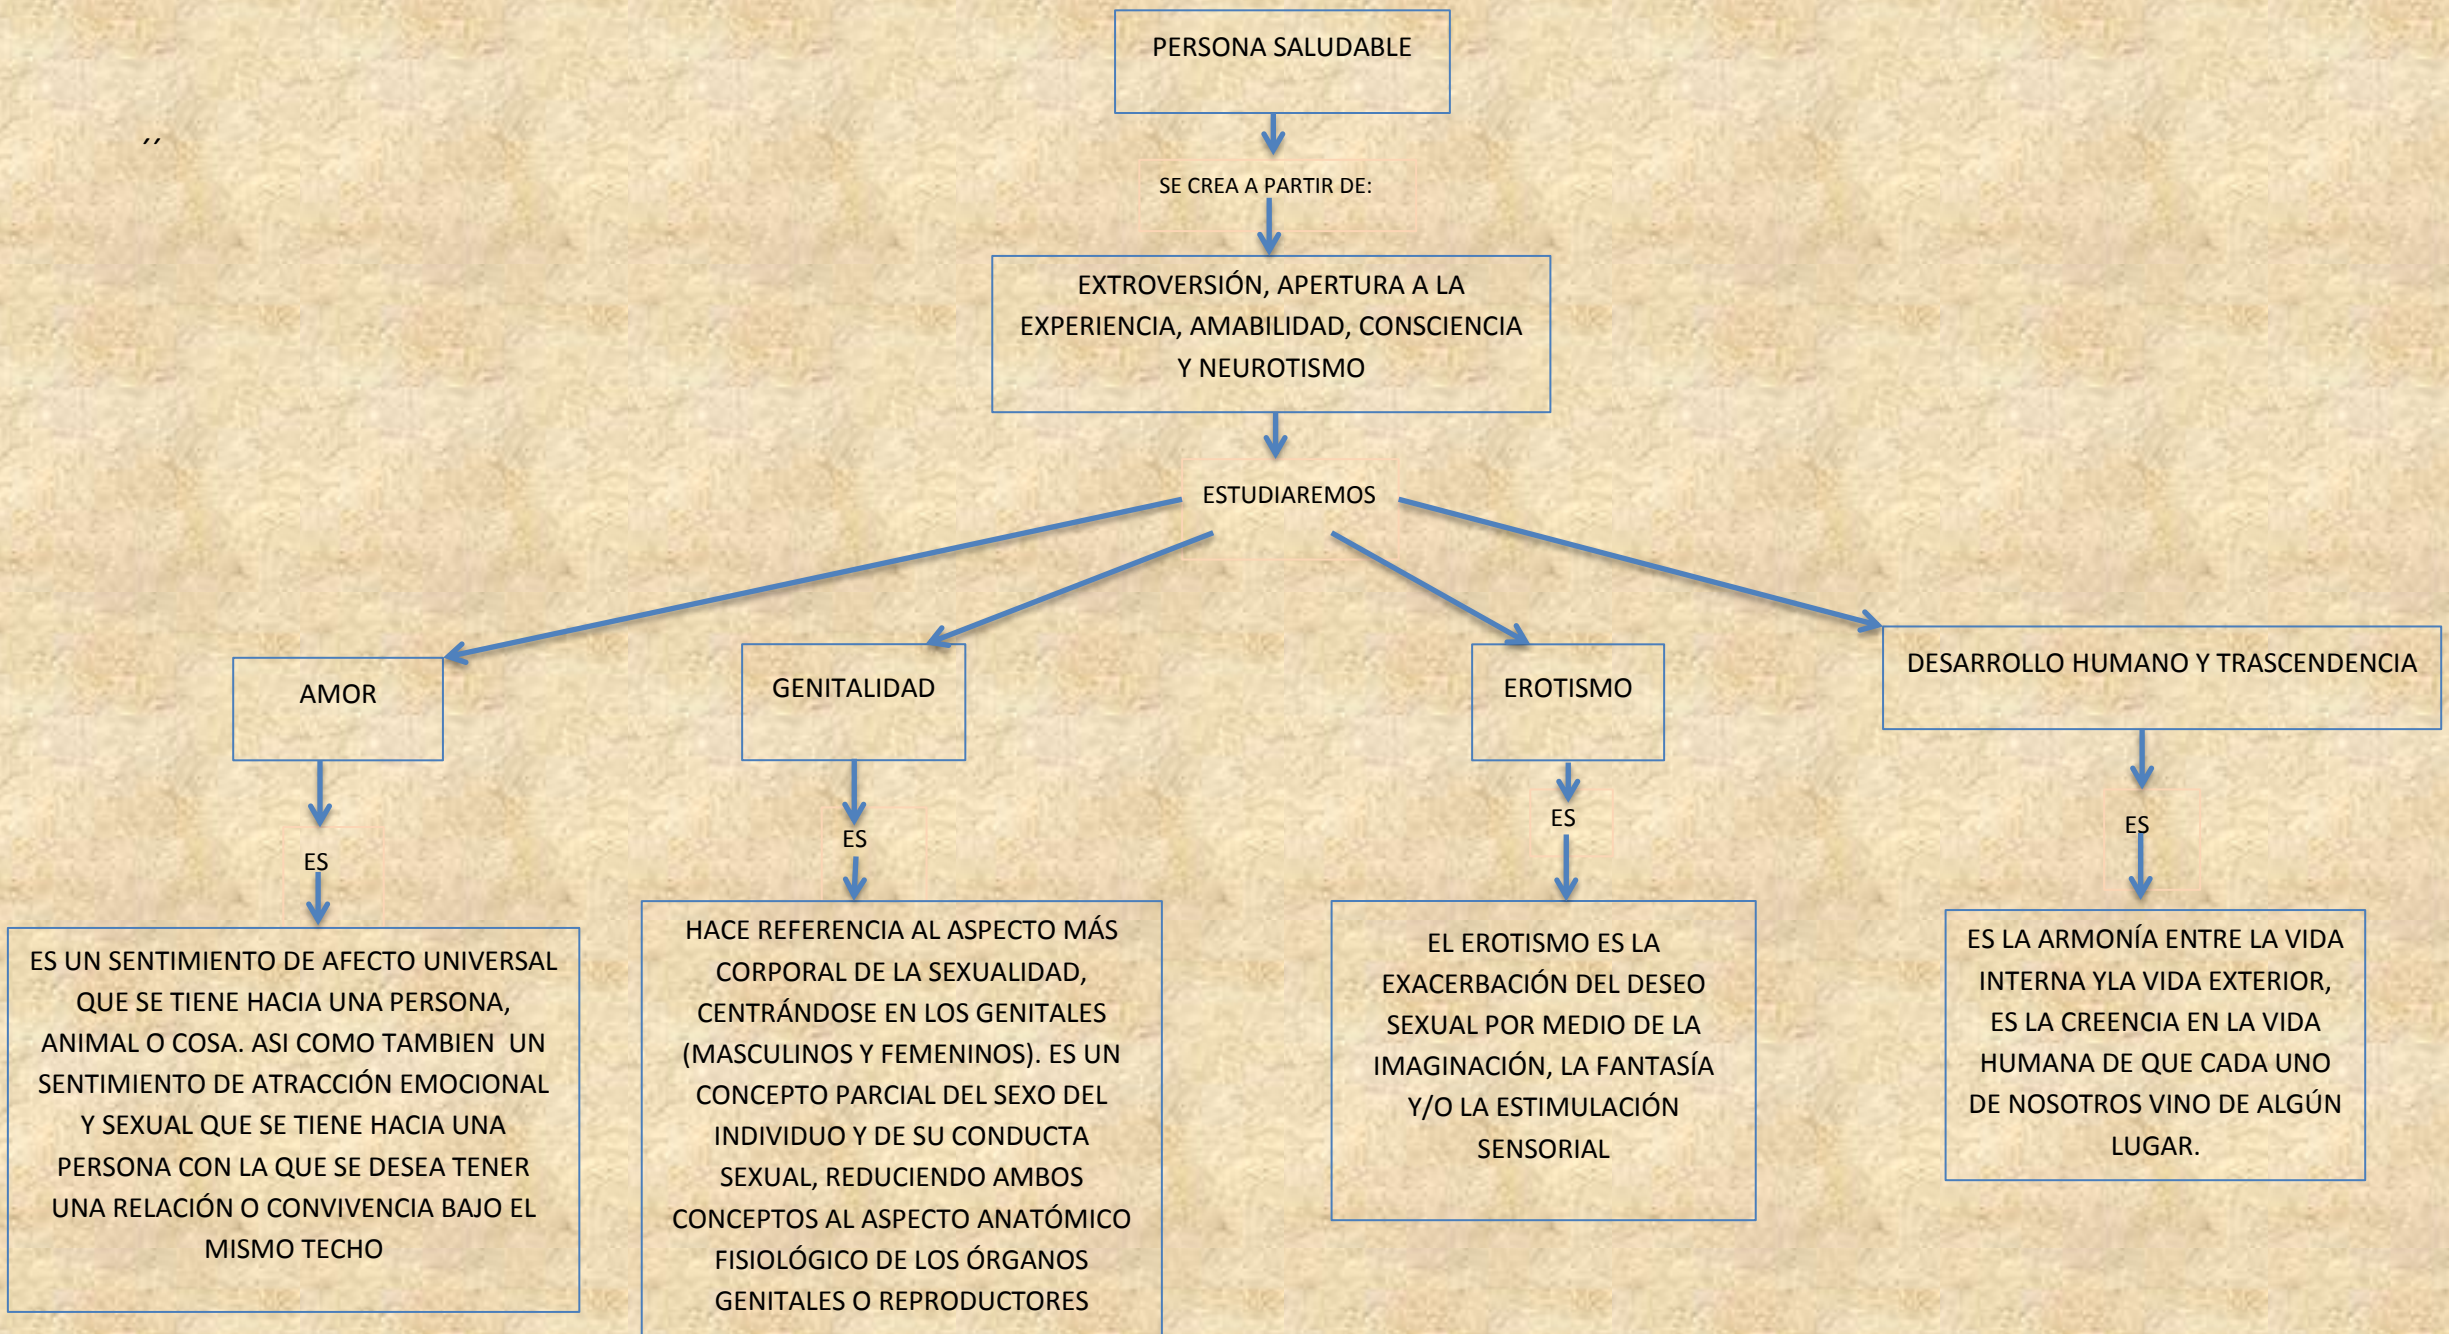 PERSONA SALUDABLE
´´
SE CREA A PARTIR DE:
EXTROVERSIÓN, APERTURA A LA
EXPERIENCIA, AMABILIDAD, CONSCIENCIA
Y NEUROTISMO
ESTUDIAREMOS
AMOR
GENITALIDAD
EROTISMO
DESARROLLO HUMANO Y TRASCENDENCIA
ES
ES
ES
ES
ES UN SENTIMIENTO DE AFECTO UNIVERSAL
QUE SE TIENE HACIA UNA PERSONA,
ANIMAL O COSA. ASI COMO TAMBIEN  UN
SENTIMIENTO DE ATRACCIÓN EMOCIONAL
Y SEXUAL QUE SE TIENE HACIA UNA
PERSONA CON LA QUE SE DESEA TENER
UNA RELACIÓN O CONVIVENCIA BAJO EL
MISMO TECHO
HACE REFERENCIA AL ASPECTO MÁS
CORPORAL DE LA SEXUALIDAD,
CENTRÁNDOSE EN LOS GENITALES
(MASCULINOS Y FEMENINOS). ES UN
CONCEPTO PARCIAL DEL SEXO DEL
INDIVIDUO Y DE SU CONDUCTA
SEXUAL, REDUCIENDO AMBOS
CONCEPTOS AL ASPECTO ANATÓMICO
FISIOLÓGICO DE LOS ÓRGANOS
GENITALES O REPRODUCTORES
EL EROTISMO ES LA
EXACERBACIÓN DEL DESEO
SEXUAL POR MEDIO DE LA
IMAGINACIÓN, LA FANTASÍA
Y/O LA ESTIMULACIÓN
SENSORIAL
ES LA ARMONÍA ENTRE LA VIDA
INTERNA YLA VIDA EXTERIOR,
ES LA CREENCIA EN LA VIDA
HUMANA DE QUE CADA UNO
DE NOSOTROS VINO DE ALGÚN
LUGAR.